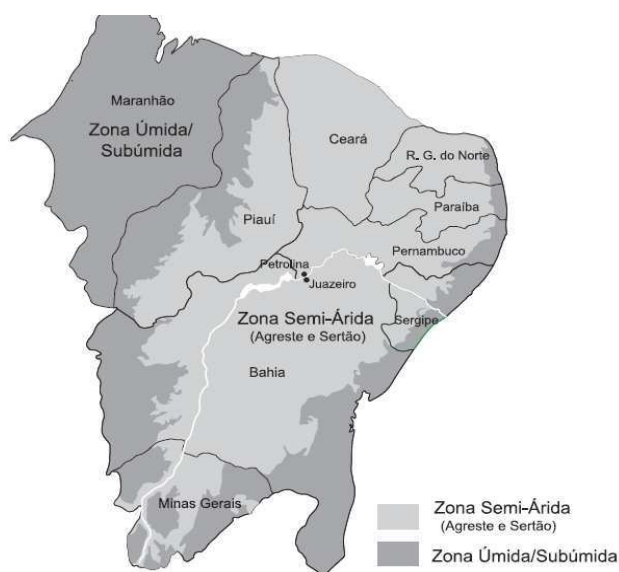 Maranhão
Zona Úmida/
Subúmida
Ceará
R. G. do Norte
Paraíba
Piauí
Pernambuco
Petrolina
Juazeiro
Zona Semi-Árida
(Agreste e Sertão)
Sergipe
Bahia
Minas Gerais
Zona Semi-Árida
(Agreste e Sertão)
Zona Úmida/Subúmida